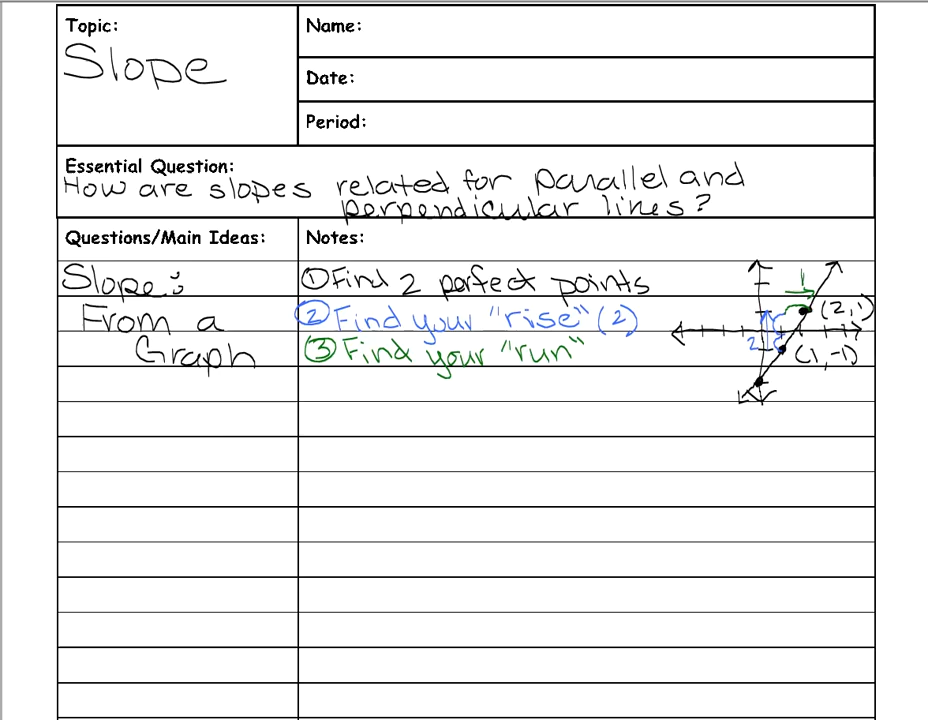 Topic:
Slope
Name:
Date:
Period:
Essential Question:
How are slopes related for parallel and
perpendicular lines?
Questions/Main Ideas:
Notes:
Slope:
From a
Graph
① Find 2 perfect points
② Find your "rise" (2)
③ Find your "run"
1
(2,1)
2
(1,-1)